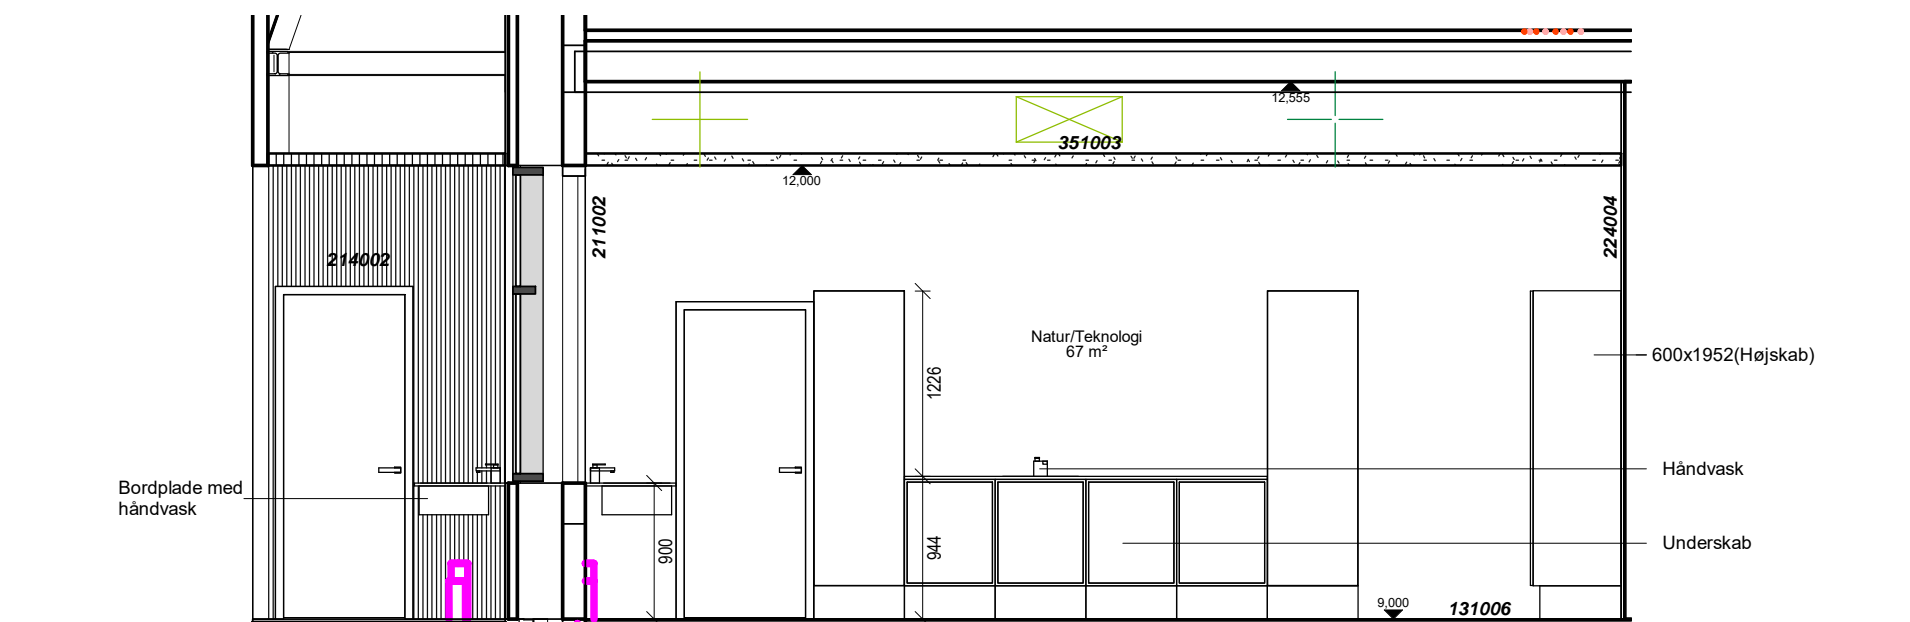 12,555
351003
12,000
211002
224004
214002
Natur/Teknologi
67 m²
600x1952(Højskab)
1226
Håndvask
Bordplade med
håndvask
900
944
Underskab
9,000
131006